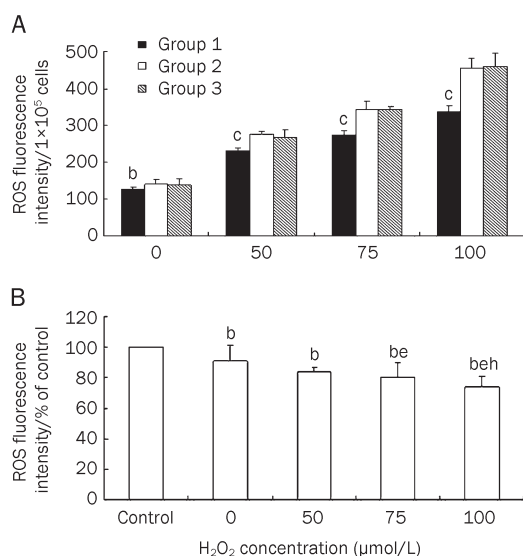 A
Group 1
Group 2
Group 3
ROS fluorescence
intensity/1×10⁵ cells
500
400
300
200
100
0
b
c
c
c
0 50 75 100
B
ROS fluorescence
intensity/% of control
120
100
80
60
40
20
0
b
b
be
beh
Control 0 50 75 100
H₂O₂ concentration (μmol/L)